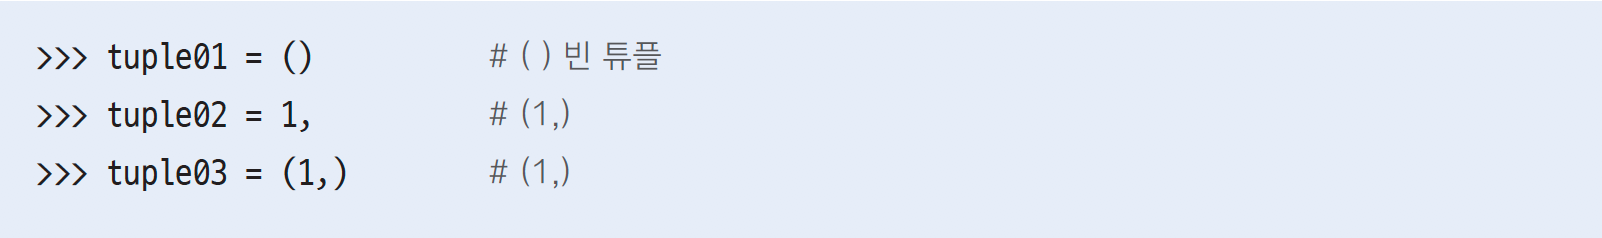 >>> tuple01 = () # ( ) 빈 튜플
>>> tuple02 = 1, # (1,)
>>> tuple03 = (1,) # (1,)